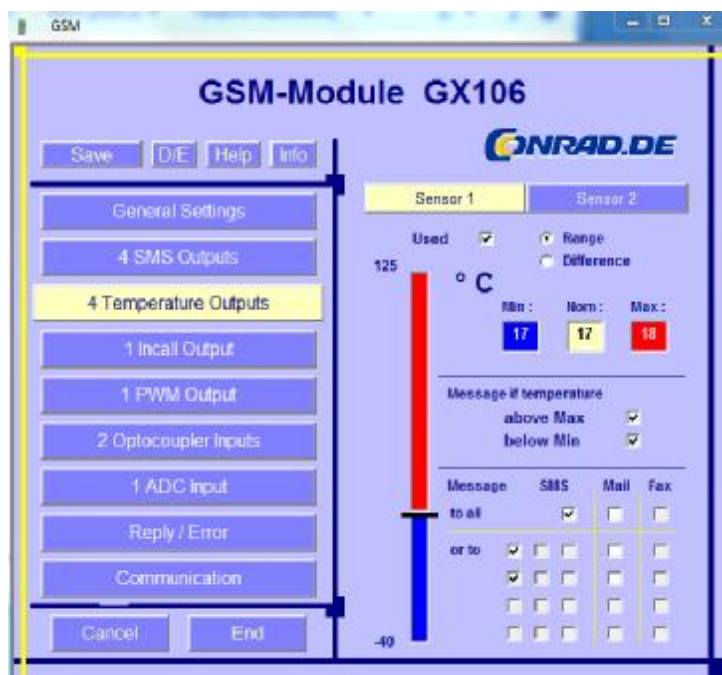 GSM
GSM-Module GX106
Save D/E Help Info
CONRAD.DE
General Settings
4 SMS Outputs
4 Temperature Outputs
1 Incall Output
1 PWM Output
2 Optocoupler Inputs
1 ADC Input
Reply / Error
Communication
Cancel End
Sensor 1 Sensor 2
Used Range
Difference
125
° C
Min : Nom : Max :
17 17 18
Message if temperature
above Max
below Min
Message SMS Mail Fax
to all
or to
-40